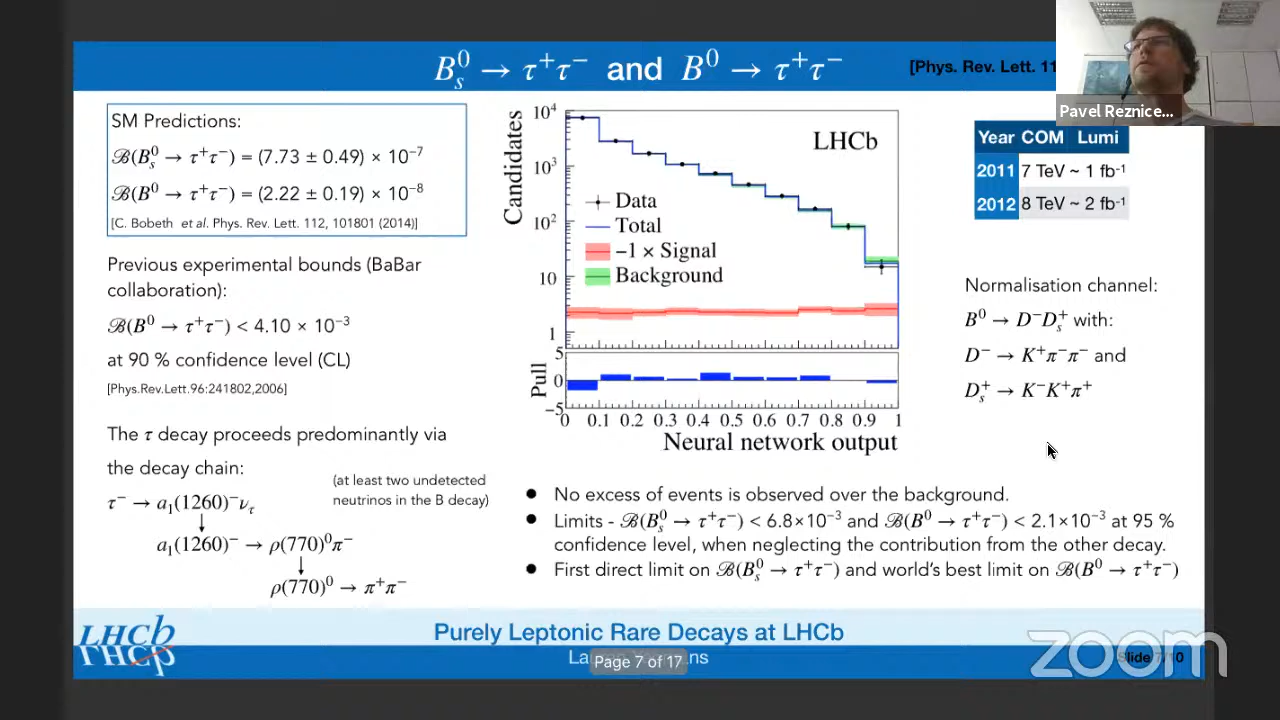 B⁰ₛ → τ⁺τ⁻ and B⁰ → τ⁺τ⁻
[Phys. Rev. Lett. 11
Pavel Reznice...
SM Predictions:
ℬ(B⁰ₛ → τ⁺τ⁻) = (7.73 ± 0.49) × 10⁻⁷
ℬ(B⁰ → τ⁺τ⁻) = (2.22 ± 0.19) × 10⁻⁸
[C. Bobeth et al. Phys. Rev. Lett. 112, 101801 (2014)]
Previous experimental bounds (BaBar
collaboration):
ℬ(B⁰ → τ⁺τ⁻) < 4.10 × 10⁻³
at 90 % confidence level (CL)
[Phys.Rev.Lett.96:241802,2006]
The τ decay proceeds predominantly via
the decay chain:
(at least two undetected
neutrinos in the B decay)
τ⁻ → a₁(1260)⁻ν_τ
↓
a₁(1260)⁻ → ρ(770)⁰π⁻
↓
ρ(770)⁰ → π⁺π⁻
Candidates
10⁴
10³
10²
10
1
LHCb
Data
Total
−1 × Signal
Background
Pull
5
0
−5
0 0.1 0.2 0.3 0.4 0.5 0.6 0.7 0.8 0.9 1
Neural network output
Year COM Lumi
2011 7 TeV ~ 1 fb⁻¹
2012 8 TeV ~ 2 fb⁻¹
Normalisation channel:
B⁰ → D⁻D⁺ₛ with:
D⁻ → K⁺π⁻π⁻ and
D⁺ₛ → K⁻K⁺π⁺
● No excess of events is observed over the background.
● Limits - ℬ(B⁰ₛ → τ⁺τ⁻) < 6.8×10⁻³ and ℬ(B⁰ → τ⁺τ⁻) < 2.1×10⁻³ at 95 %
confidence level, when neglecting the contribution from the other decay.
● First direct limit on ℬ(B⁰ₛ → τ⁺τ⁻) and world's best limit on ℬ(B⁰ → τ⁺τ⁻)
LHCb
Purely Leptonic Rare Decays at LHCb
Page 7 of 17
Slide 7/10
zoom